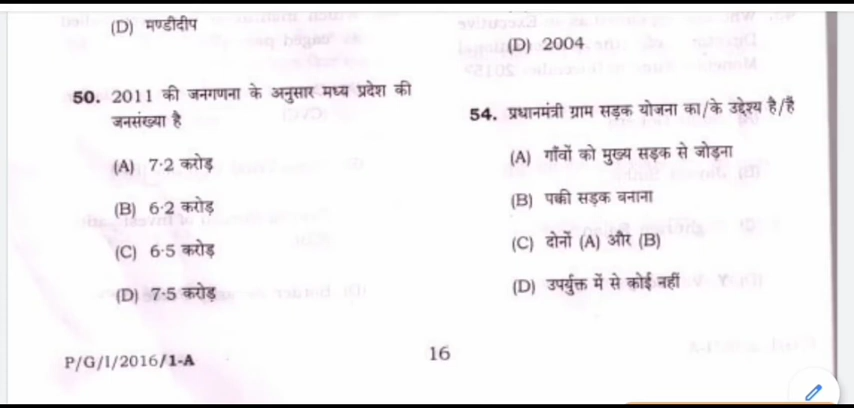 (D) मण्डीदीप
50. 2011 की जनगणना के अनुसार मध्य प्रदेश की
जनसंख्या है
(A) 7·2 करोड़
(B) 6·2 करोड़
(C) 6·5 करोड़
(D) 7·5 करोड़
(D) 2004
54. प्रधानमंत्री ग्राम सड़क योजना का/के उद्देश्य है/हैं
(A) गाँवों को मुख्य सड़क से जोड़ना
(B) पक्की सड़क बनाना
(C) दोनों (A) और (B)
(D) उपर्युक्त में से कोई नहीं
P/G/I/2016/1-A
16